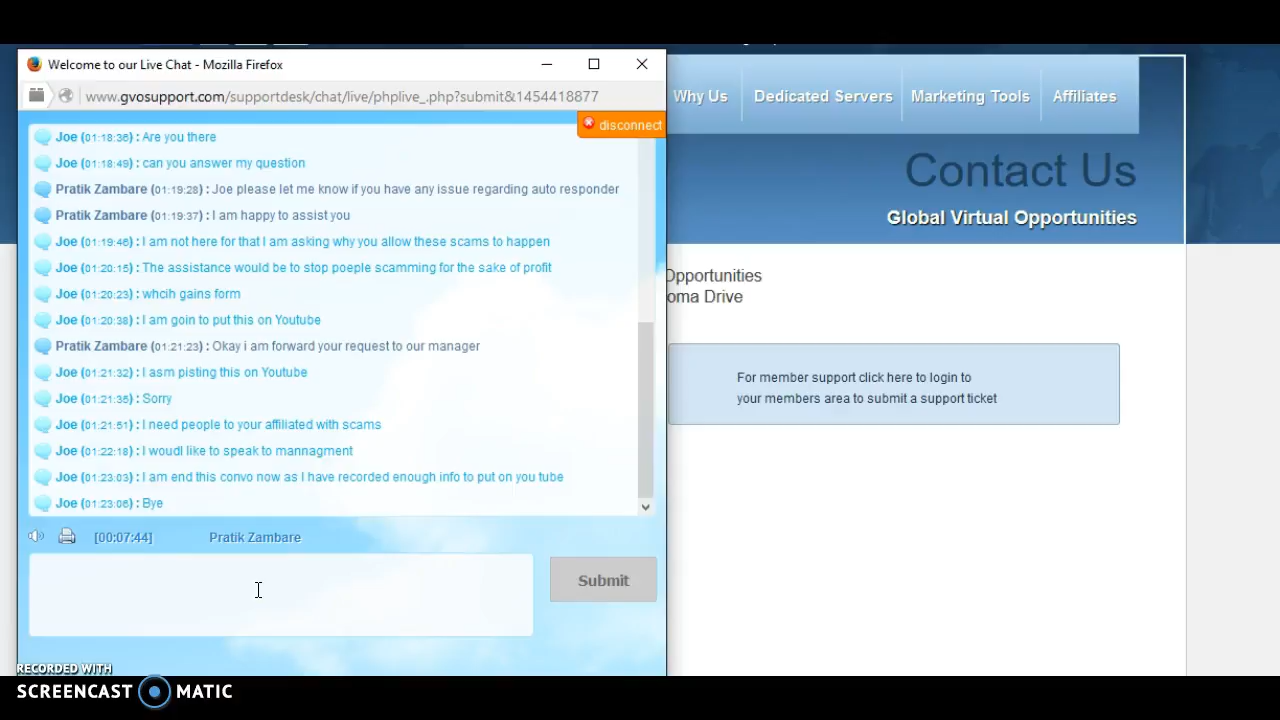 Welcome to our Live Chat - Mozilla Firefox
www.gvosupport.com/supportdesk/chat/live/phplive_.php?submit&1454418877
disconnect
Joe (01:18:36) : Are you there
Joe (01:18:49) : can you answer my question
Pratik Zambare (01:19:28) : Joe please let me know if you have any issue regarding auto responder
Pratik Zambare (01:19:37) : I am happy to assist you
Joe (01:19:46) : I am not here for that I am asking why you allow these scams to happen
Joe (01:20:15) : The assistance would be to stop poeple scamming for the sake of profit
Joe (01:20:23) : whcih gains form
Joe (01:20:38) : I am goin to put this on Youtube
Pratik Zambare (01:21:23) : Okay i am forward your request to our manager
Joe (01:21:32) : I asm pisting this on Youtube
Joe (01:21:35) : Sorry
Joe (01:21:51) : I need people to your affiliated with scams
Joe (01:22:18) : I woudl like to speak to mannagment
Joe (01:23:03) : I am end this convo now as I have recorded enough info to put on you tube
Joe (01:23:06) : Bye
[00:07:44] Pratik Zambare
Submit
Why Us Dedicated Servers Marketing Tools Affiliates
Contact Us
Global Virtual Opportunities
Opportunities
oma Drive
For member support click here to login to
your members area to submit a support ticket
RECORDED WITH
SCREENCAST MATIC